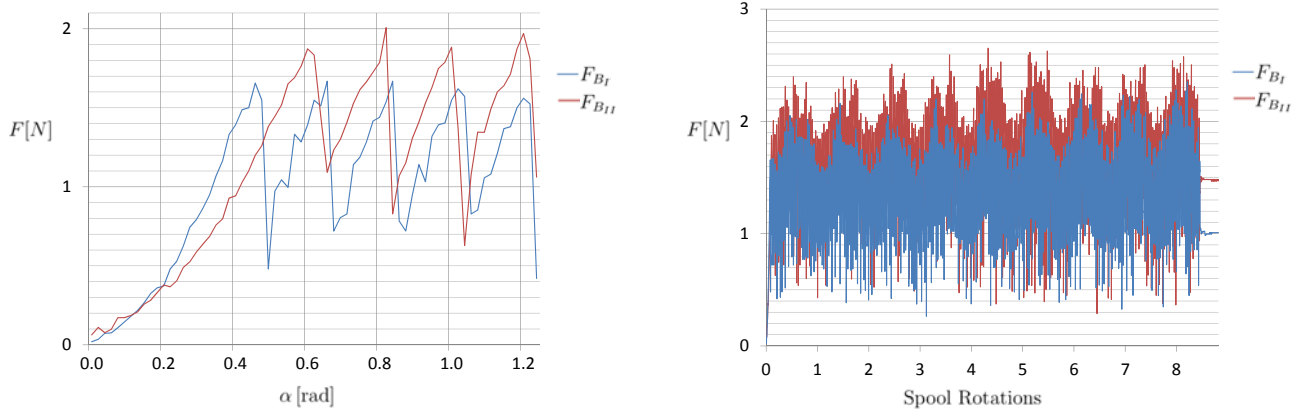 2
1
0
F[N]
0.0 0.2 0.4 0.6 0.8 1.0 1.2
α [rad]
F_{B_I}
F_{B_{II}}
3
2
1
0
F[N]
0 1 2 3 4 5 6 7 8
Spool Rotations
F_{B_I}
F_{B_{II}}